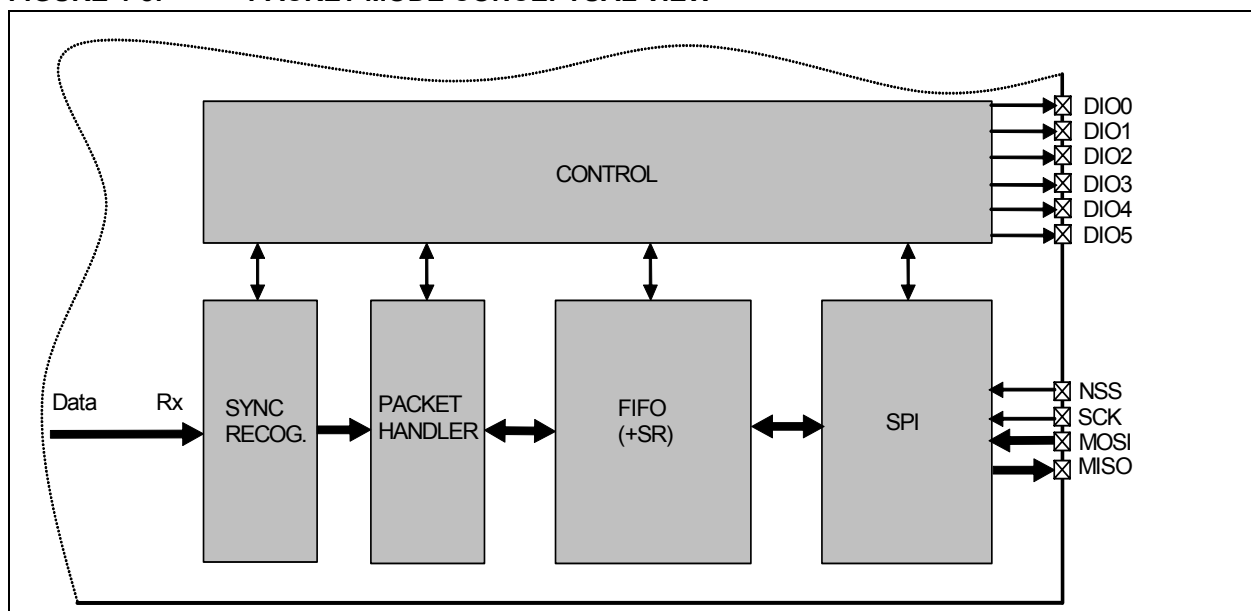 DIO0
DIO1
DIO2
DIO3
DIO4
DIO5
CONTROL
Data Rx
SYNC
RECOG.
PACKET
HANDLER
FIFO
(+SR)
SPI
NSS
SCK
MOSI
MISO